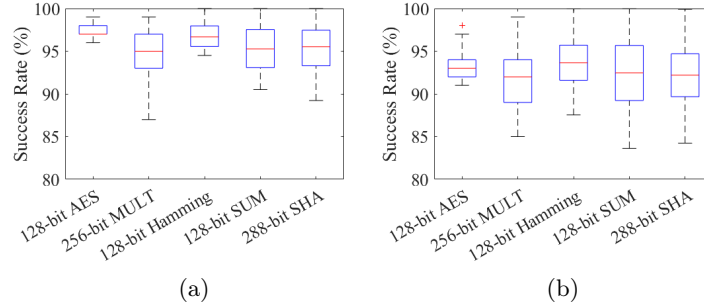 Success Rate (%)
100
95
90
85
80
128-bit AES
256-bit MULT
128-bit Hamming
128-bit SUM
288-bit SHA
(a)
Success Rate (%)
100
95
90
85
80
128-bit AES
256-bit MULT
128-bit Hamming
128-bit SUM
288-bit SHA
(b)